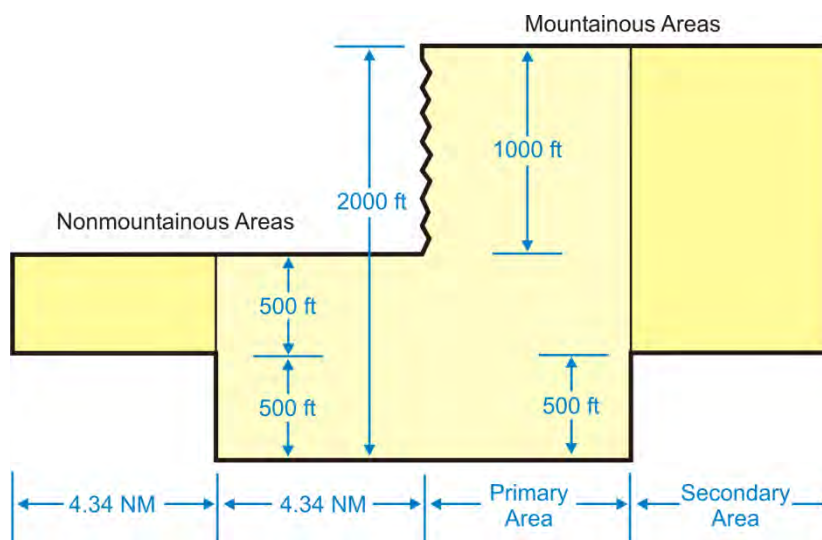 Mountainous Areas
1000 ft
2000 ft
Nonmountainous Areas
500 ft
500 ft
500 ft
4.34 NM
4.34 NM
Primary
Area
Secondary
Area